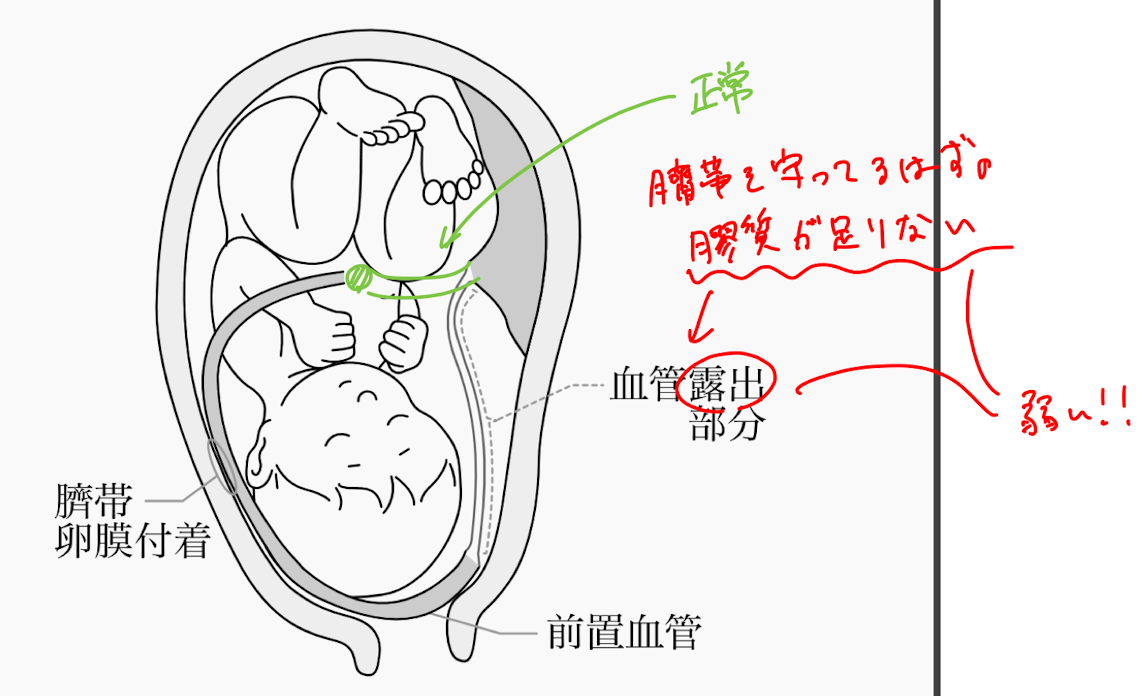 正常
臍帯を守ってるはずの
膠質が足りない
血管露出
部分
弱い!!
臍帯
卵膜付着
前置血管